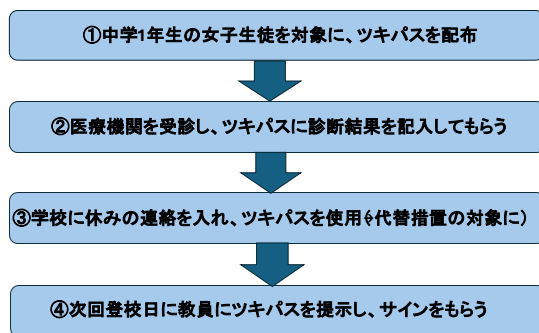 ①中学1年生の女子生徒を対象に、ツキパスを配布
②医療機関を受診し、ツキパスに診断結果を記入してもらう
③学校に休みの連絡を入れ、ツキパスを使用（→代替措置の対象に）
④次回登校日に教員にツキパスを提示し、サインをもらう